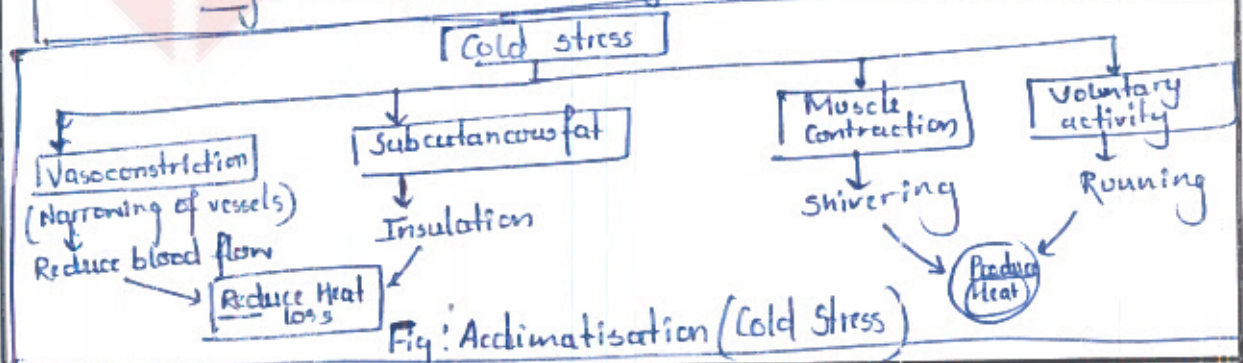 Cold stress
Vasoconstriction
(Narrowing of vessels)
Reduce blood flow
Subcutaneous fat
Insulation
Reduce Heat
loss
Muscle
Contraction
Shivering
Voluntary
activity
Running
Produce
Heat
Fig: Acclimatisation (Cold Stress)